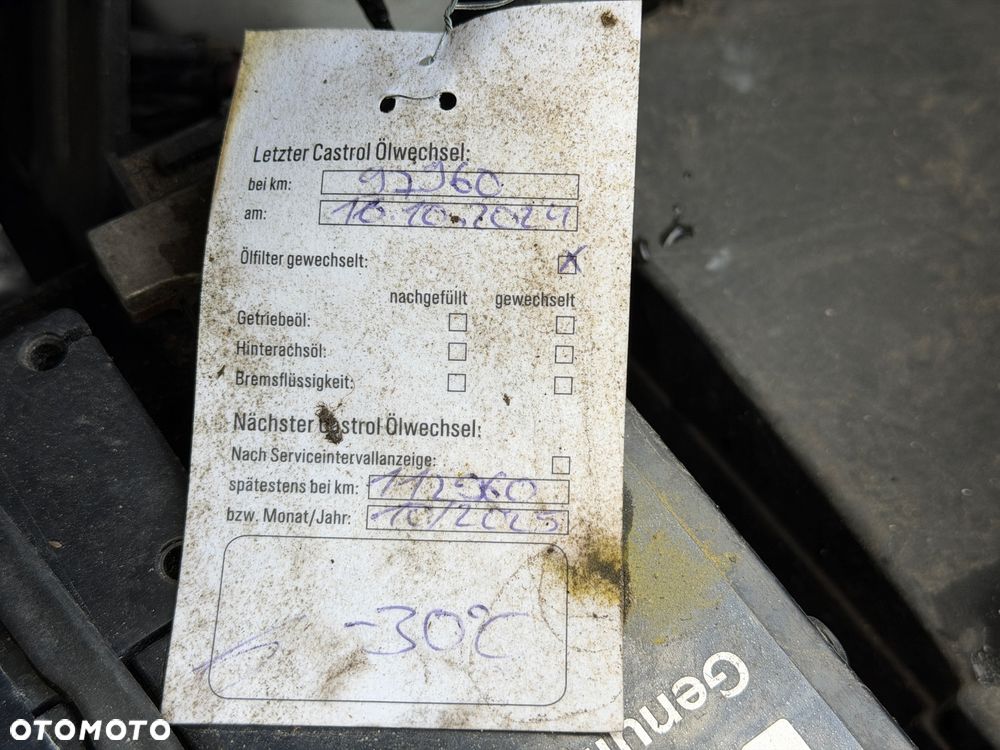 Letzter Castrol Ölwechsel:
bei km: 97960
am: 10.10.2024
Ölfilter gewechselt: X
nachgefüllt gewechselt
Getriebeöl:
Hinterachsöl:
Bremsflüssigkeit:
Nächster Castrol Ölwechsel:
Nach Serviceintervallanzeige:
spätestens bei km: 112960
bzw. Monat/Jahr: 10/2025
-30°C
Genu
OTOMOTO